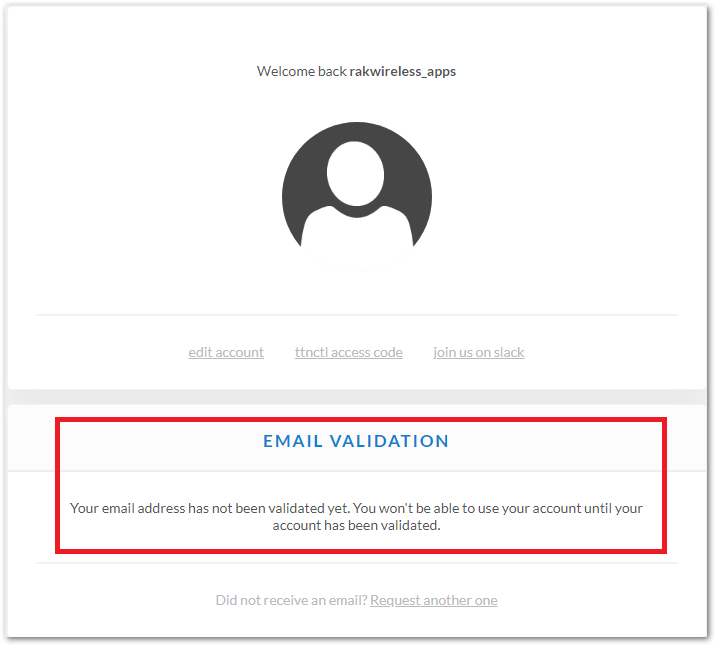 Welcome back rakwireless_apps
edit account
ttnctl access code
join us on slack
EMAIL VALIDATION
Your email address has not been validated yet. You won't be able to use your account until your
account has been validated.
Did not receive an email? Request another one